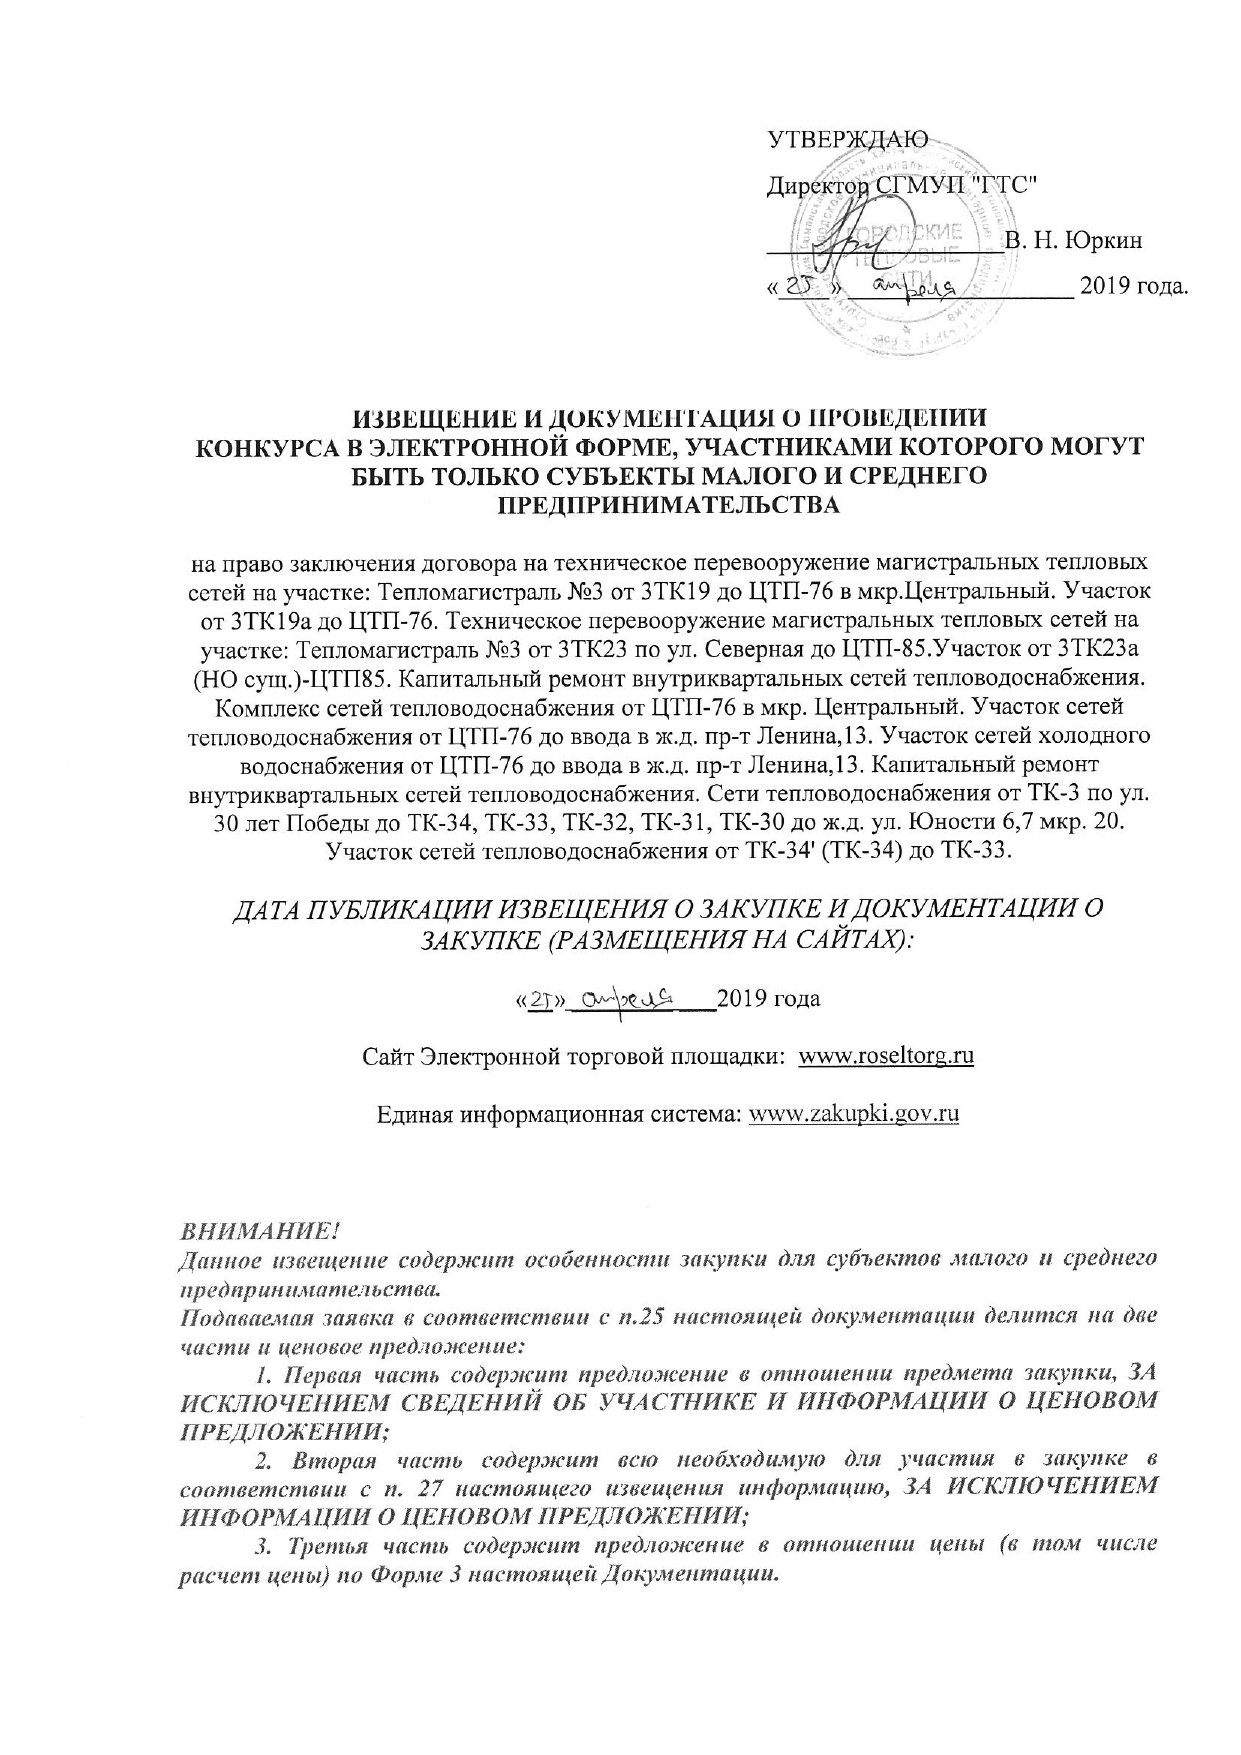 УТВЕРЖДАЮ
Директор СГМУП "ГТС"
В. Н. Юркин
ГОРОДСКИЕ
ТЕПЛОВЫЕ
СЕТИ
«25» апреля 2019 года.
ИЗВЕЩЕНИЕ И ДОКУМЕНТАЦИЯ О ПРОВЕДЕНИИ
КОНКУРСА В ЭЛЕКТРОННОЙ ФОРМЕ, УЧАСТНИКАМИ КОТОРОГО МОГУТ
БЫТЬ ТОЛЬКО СУБЪЕКТЫ МАЛОГО И СРЕДНЕГО
ПРЕДПРИНИМАТЕЛЬСТВА
на право заключения договора на техническое перевооружение магистральных тепловых
сетей на участке: Тепломагистраль №3 от 3ТК19 до ЦТП-76 в мкр.Центральный. Участок
от 3ТК19а до ЦТП-76. Техническое перевооружение магистральных тепловых сетей на
участке: Тепломагистраль №3 от 3ТК23 по ул. Северная до ЦТП-85.Участок от 3ТК23а
(НО сущ.)-ЦТП85. Капитальный ремонт внутриквартальных сетей тепловодоснабжения.
Комплекс сетей тепловодоснабжения от ЦТП-76 в мкр. Центральный. Участок сетей
тепловодоснабжения от ЦТП-76 до ввода в ж.д. пр-т Ленина,13. Участок сетей холодного
водоснабжения от ЦТП-76 до ввода в ж.д. пр-т Ленина,13. Капитальный ремонт
внутриквартальных сетей тепловодоснабжения. Сети тепловодоснабжения от ТК-3 по ул.
30 лет Победы до ТК-34, ТК-33, ТК-32, ТК-31, ТК-30 до ж.д. ул. Юности 6,7 мкр. 20.
Участок сетей тепловодоснабжения от ТК-34' (ТК-34) до ТК-33.
ДАТА ПУБЛИКАЦИИ ИЗВЕЩЕНИЯ О ЗАКУПКЕ И ДОКУМЕНТАЦИИ О
ЗАКУПКЕ (РАЗМЕЩЕНИЯ НА САЙТАХ):
«25» апреля 2019 года
Сайт Электронной торговой площадки: www.roseltorg.ru
Единая информационная система: www.zakupki.gov.ru
ВНИМАНИЕ!
Данное извещение содержит особенности закупки для субъектов малого и среднего
предпринимательства.
Подаваемая заявка в соответствии с п.25 настоящей документации делится на две
части и ценовое предложение:
1. Первая часть содержит предложение в отношении предмета закупки, ЗА
ИСКЛЮЧЕНИЕМ СВЕДЕНИЙ ОБ УЧАСТНИКЕ И ИНФОРМАЦИИ О ЦЕНОВОМ
ПРЕДЛОЖЕНИИ;
2. Вторая часть содержит всю необходимую для участия в закупке в
соответствии с п. 27 настоящего извещения информацию, ЗА ИСКЛЮЧЕНИЕМ
ИНФОРМАЦИИ О ЦЕНОВОМ ПРЕДЛОЖЕНИИ;
3. Третья часть содержит предложение в отношении цены (в том числе
расчет цены) по Форме 3 настоящей Документации.